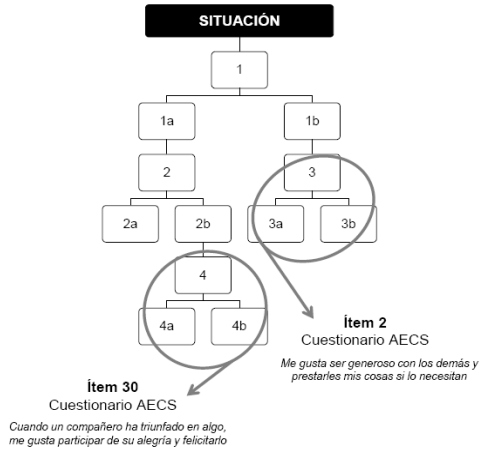 SITUACIÓN
1
1a 1b
2 3
2a 2b 3a 3b
4
4a 4b
Ítem 2
Cuestionario AECS
Me gusta ser generoso con los demás y
prestarles mis cosas si lo necesitan
Ítem 30
Cuestionario AECS
Cuando un compañero ha triunfado en algo,
me gusta participar de su alegría y felicitarlo